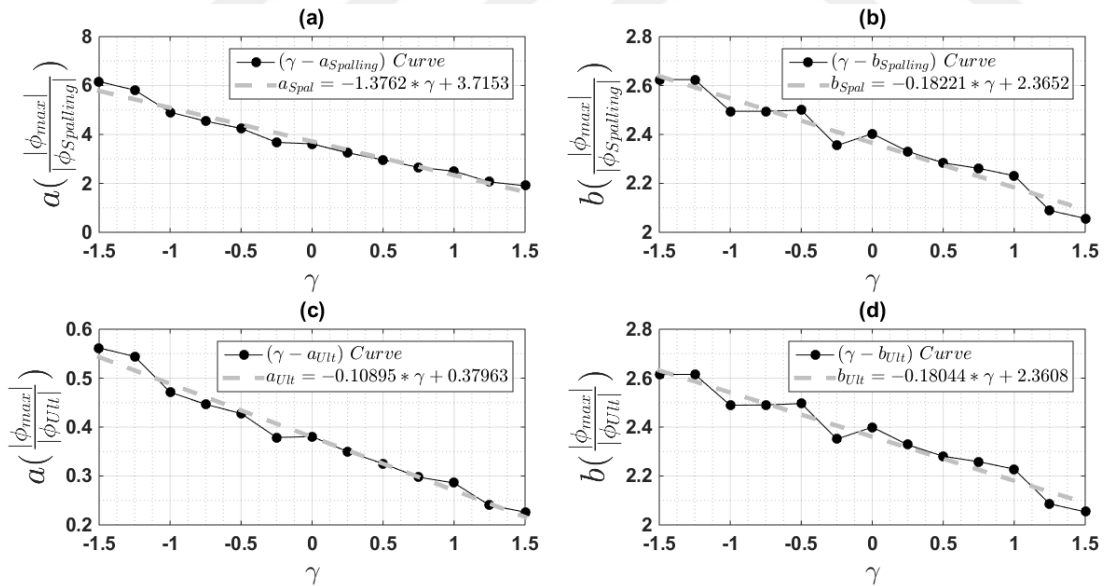 (a)
8
6
4
2
0
a(|ϕ_max| / |ϕ_Spalling|)
(γ − a_Spalling) Curve
a_Spal = −1.3762 * γ + 3.7153
-1.5 -1 -0.5 0 0.5 1 1.5
γ
(b)
2.8
2.6
2.4
2.2
2
b(|ϕ_max| / |ϕ_Spalling|)
(γ − b_Spalling) Curve
b_Spal = −0.18221 * γ + 2.3652
-1.5 -1 -0.5 0 0.5 1 1.5
γ
(c)
0.6
0.5
0.4
0.3
0.2
a(|ϕ_max| / |ϕ_Ult|)
(γ − a_Ult) Curve
a_Ult = −0.10895 * γ + 0.37963
-1.5 -1 -0.5 0 0.5 1 1.5
γ
(d)
2.8
2.6
2.4
2.2
2
b(|ϕ_max| / |ϕ_Ult|)
(γ − b_Ult) Curve
b_Ult = −0.18044 * γ + 2.3608
-1.5 -1 -0.5 0 0.5 1 1.5
γ